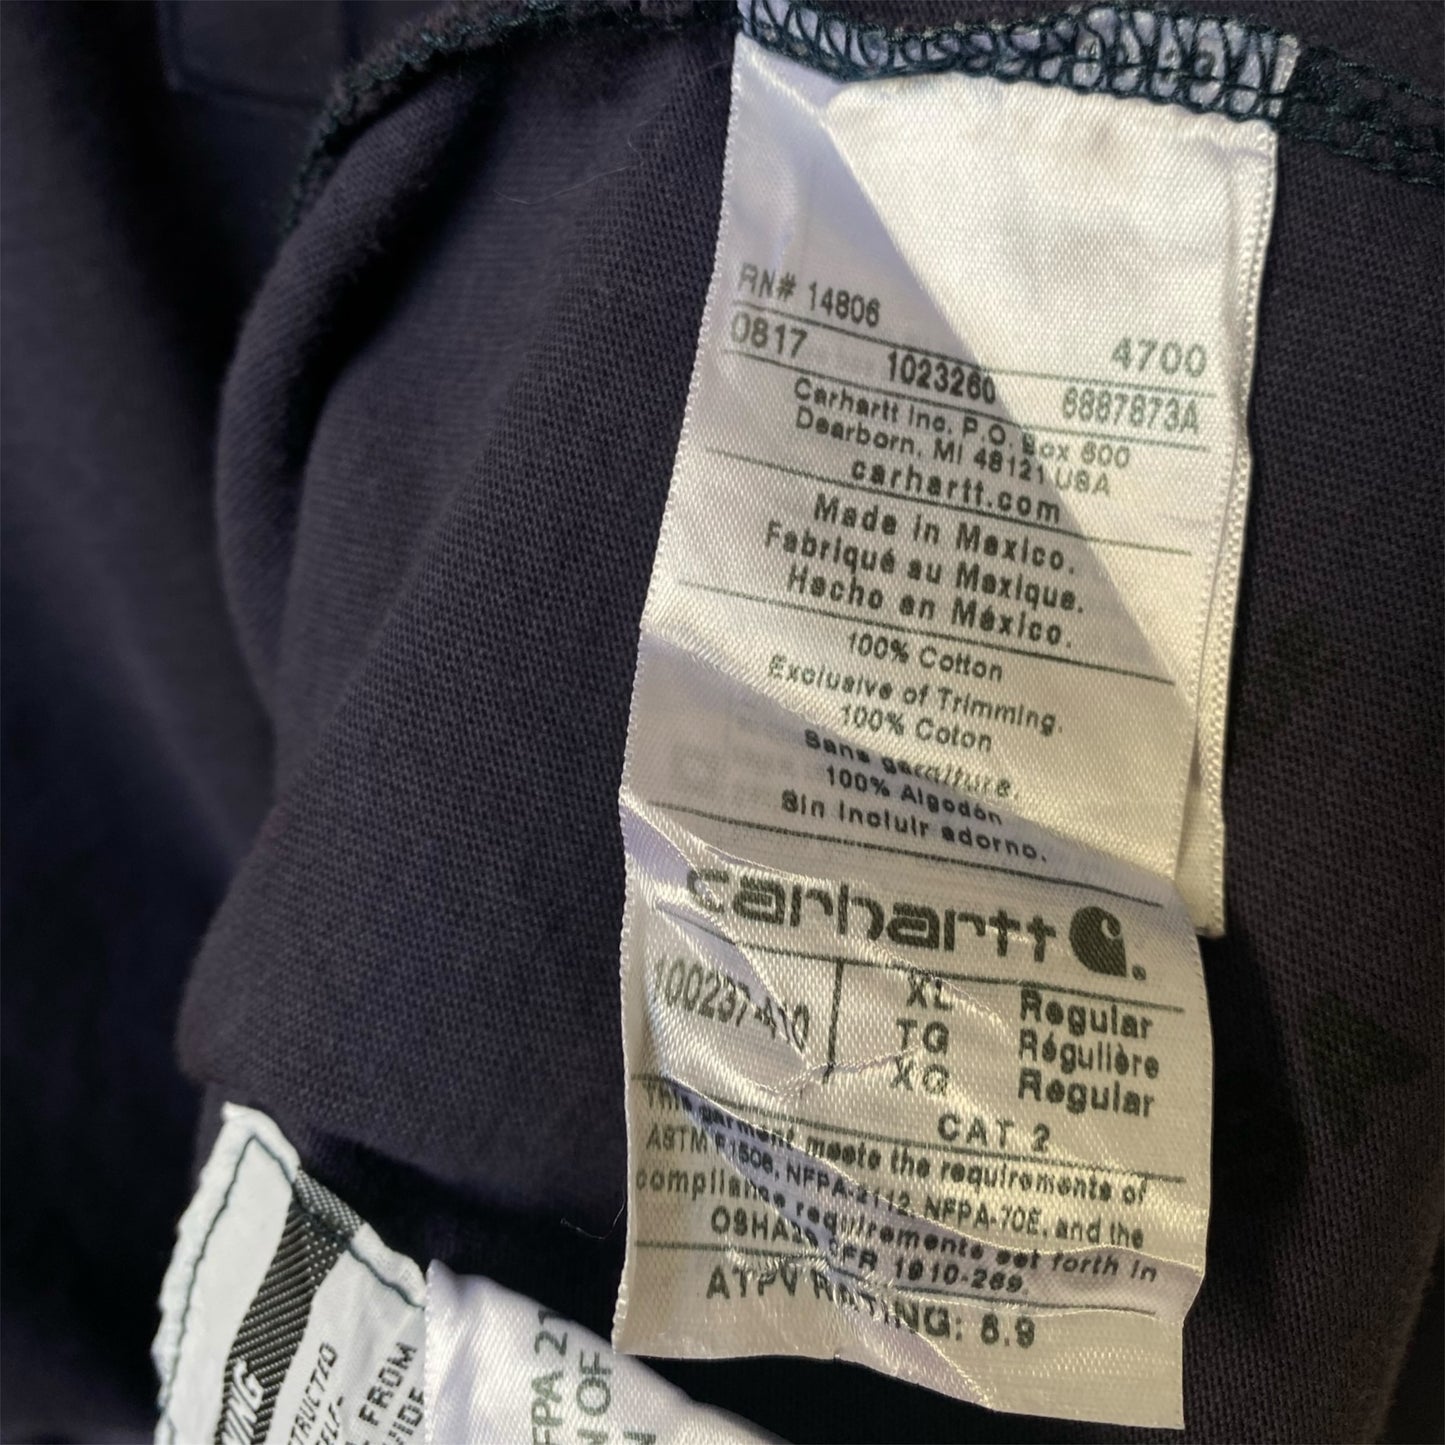 RN# 14806
0817 4700
1023260 6887873A
Carhartt Inc. P.O. Box 600
Dearborn, MI 48121 USA
carhartt.com
Made in Mexico.
Fabriqué au Mexique.
Hecho en México.
100% Cotton
Exclusive of Trimming.
100% Coton
Sans garniture.
100% Algodón
Sin incluir adorno.
carhartt
100237-410
XL Regular
TG Régulière
XG Regular
CAT 2
This garment meets the requirements of
ASTM F1506, NFPA-2112, NFPA-70E, and the
compliance requirements set forth in
OSHA29 CFR 1910-269.
ATPV RATING: 8.9
FROM